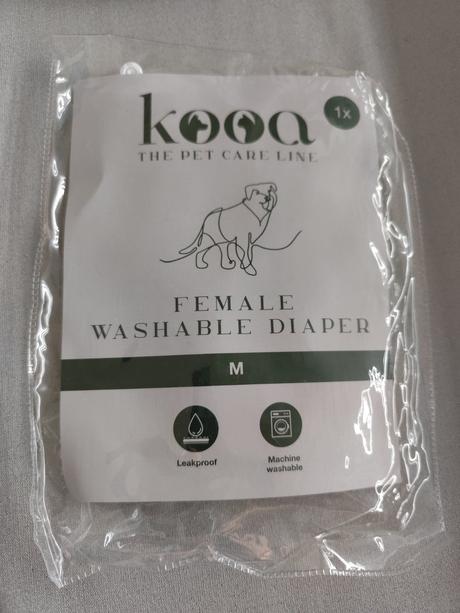 kooa
1x
THE PET CARE LINE
FEMALE
WASHABLE DIAPER
M
Leakproof
Machine
washable